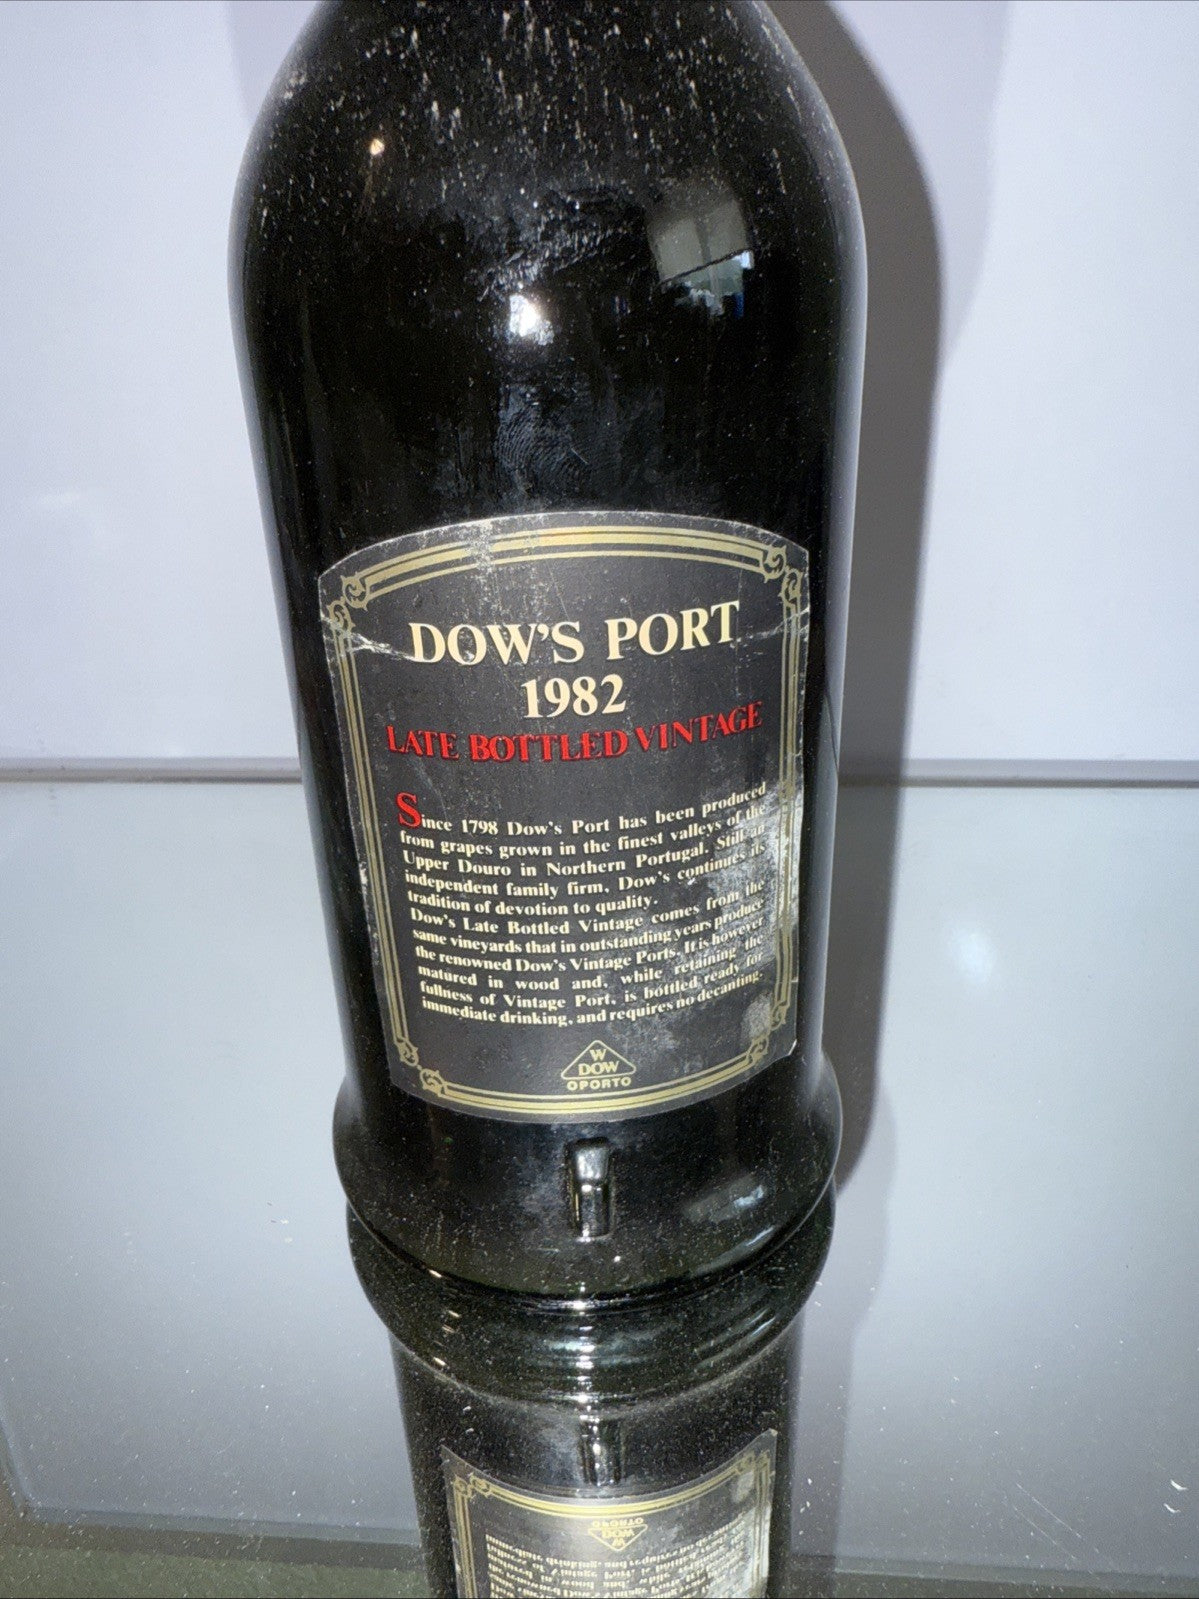 DOW'S PORT
1982
LATE BOTTLED VINTAGE
Since 1798 Dow's Port has been produced
from grapes grown in the finest valleys of the
Upper Douro in Northern Portugal. Still an
independent family firm, Dow's continues its
tradition of devotion to quality.
Dow's Late Bottled Vintage comes from the
same vineyards that in outstanding years produce
the renowned Dow's Vintage Ports. It is however
matured in wood and, while retaining the
fullness of Vintage Port, is bottled ready for
immediate drinking, and requires no decanting.
W
DOW
OPORTO